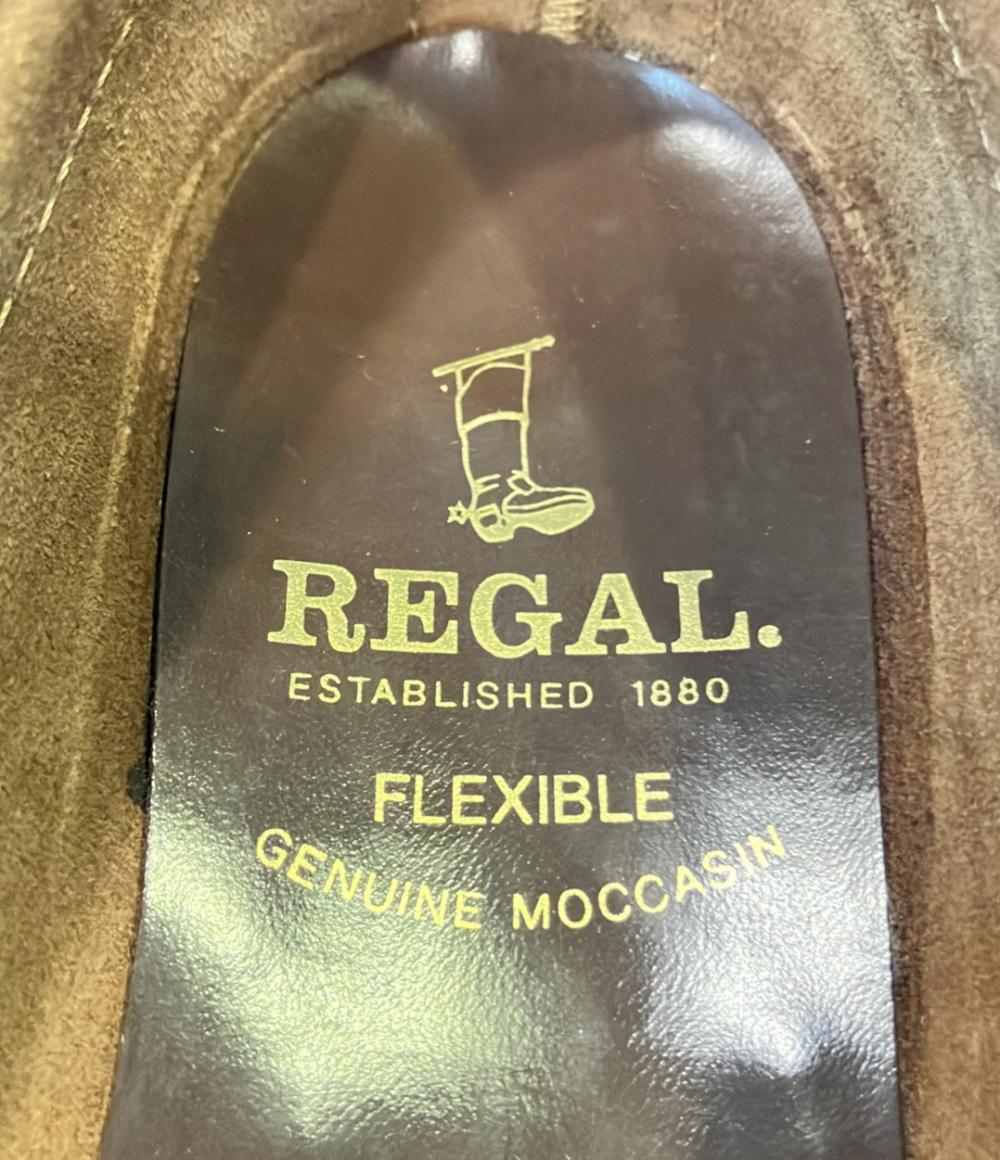 REGAL.
ESTABLISHED 1880
FLEXIBLE
GENUINE MOCCASIN